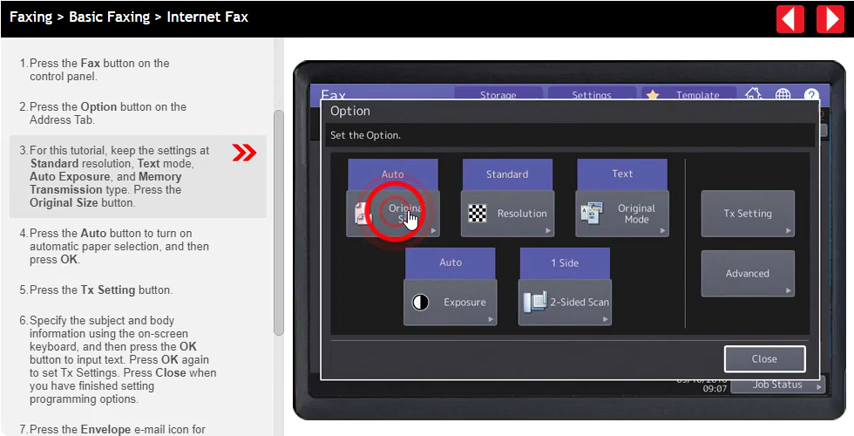 Faxing > Basic Faxing > Internet Fax
1. Press the Fax button on the
control panel.
2. Press the Option button on the
Address Tab.
3. For this tutorial, keep the settings at
Standard resolution, Text mode,
Auto Exposure, and Memory
Transmission type. Press the
Original Size button.
4. Press the Auto button to turn on
automatic paper selection, and then
press OK.
5. Press the Tx Setting button.
6. Specify the subject and body
information using the on-screen
keyboard, and then press the OK
button to input text. Press OK again
to set Tx Settings. Press Close when
you have finished setting
programming options.
7. Press the Envelope e-mail icon for
Fax
Storage
Settings
Template
?
Option
Set the Option.
Auto
Original
Standard
Resolution
Text
Original
Mode
Tx Setting
Auto
Exposure
1 Side
2-Sided Scan
Advanced
Close
09:07
Job Status